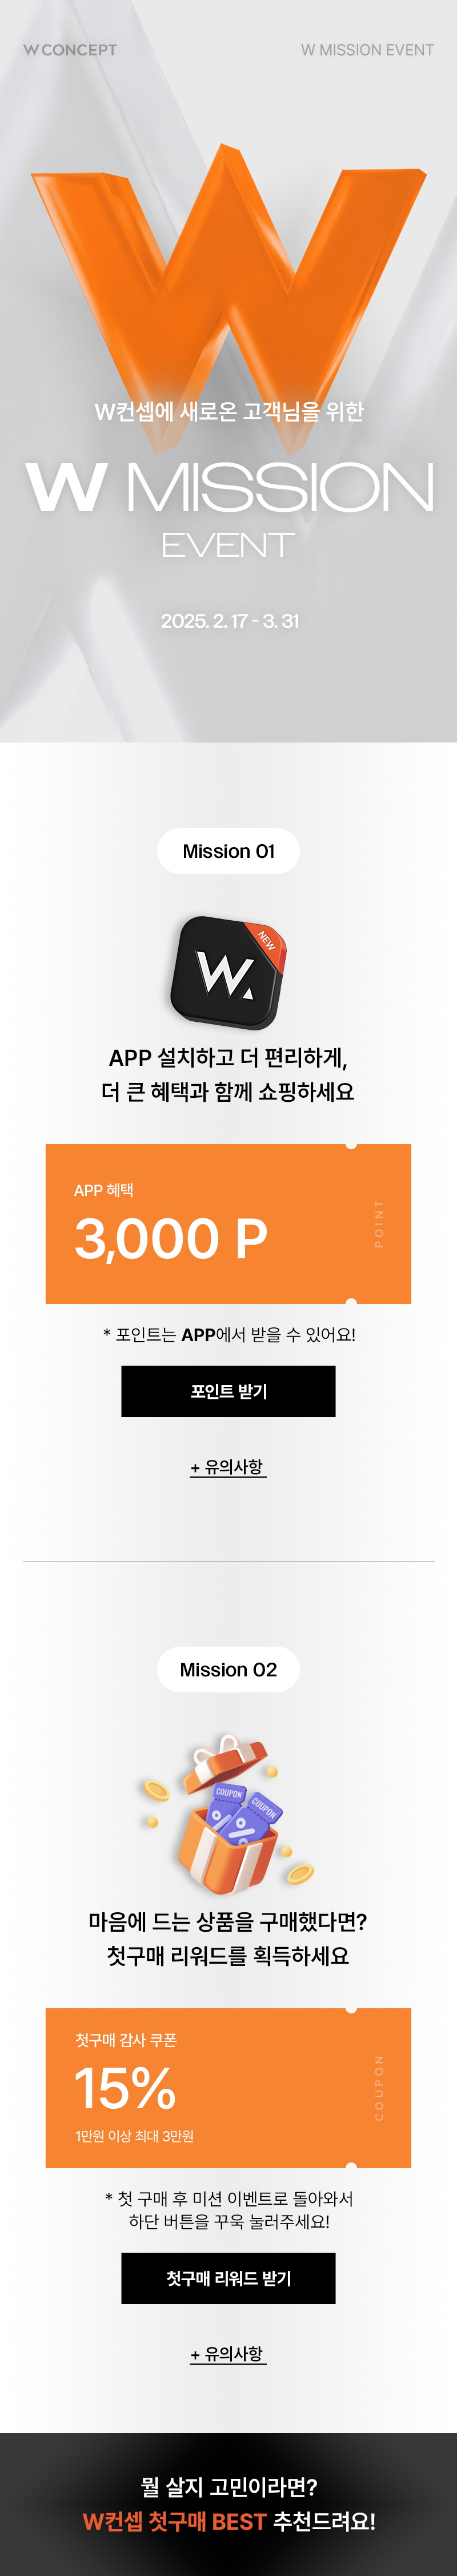 W CONCEPT
W MISSION EVENT
W컨셉에 새로온 고객님을 위한
W MISSION
EVENT
2025. 2. 17 - 3. 31
Mission 01
W.
NEW
APP 설치하고 더 편리하게,
더 큰 혜택과 함께 쇼핑하세요
APP 혜택
3,000 P
POINT
* 포인트는 APP에서 받을 수 있어요!
포인트 받기
+ 유의사항
Mission 02
COUPON
%
COUPON
%
마음에 드는 상품을 구매했다면?
첫구매 리워드를 획득하세요
첫구매 감사 쿠폰
15%
1만원 이상 최대 3만원
COUPON
* 첫 구매 후 미션 이벤트로 돌아와서
하단 버튼을 꾸욱 눌러주세요!
첫구매 리워드 받기
+ 유의사항
뭘 살지 고민이라면?
W컨셉 첫구매 BEST 추천드려요!